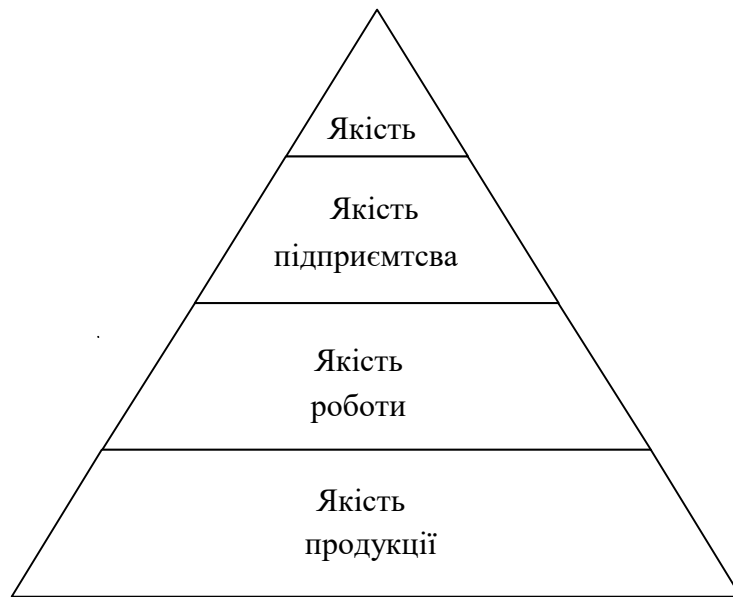 Якість
Якість
підприємтсва
Якість
роботи
Якість
продукції